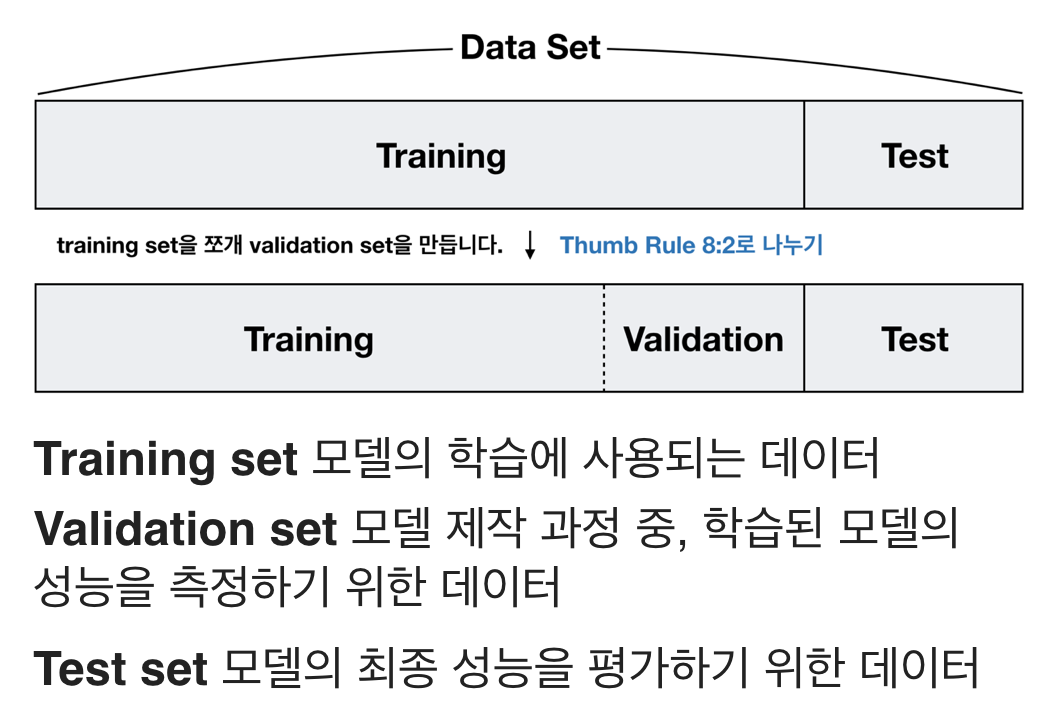 Data Set
Training
Test
training set을 쪼개 validation set을 만듭니다.
Thumb Rule 8:2로 나누기
Training
Validation
Test
Training set 모델의 학습에 사용되는 데이터
Validation set 모델 제작 과정 중, 학습된 모델의
성능을 측정하기 위한 데이터
Test set 모델의 최종 성능을 평가하기 위한 데이터